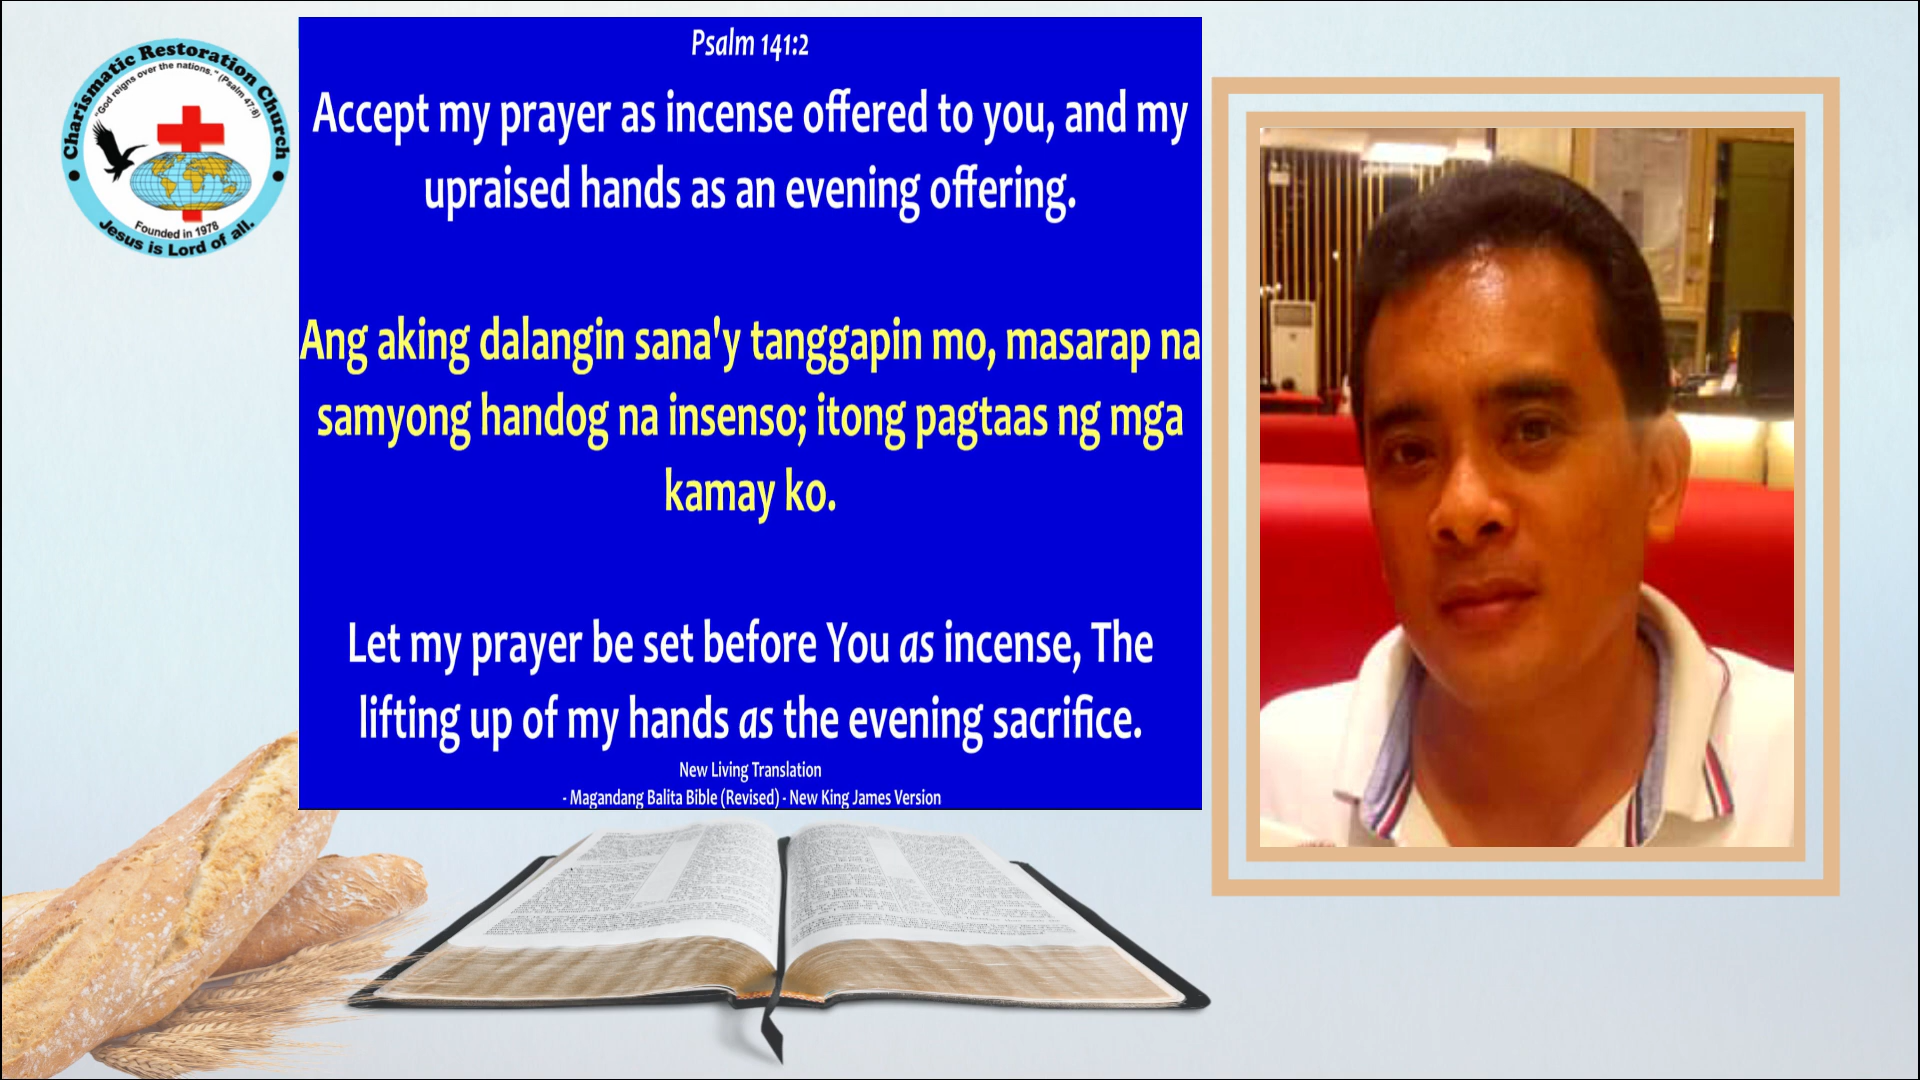 Charismatic Restoration Church
"God reigns over the nations." (Psalm 47:8)
Founded in 1978
Jesus is Lord of all.
Psalm 141:2
Accept my prayer as incense offered to you, and my
upraised hands as an evening offering.
Ang aking dalangin sana'y tanggapin mo, masarap na
samyong handog na insenso; itong pagtaas ng mga
kamay ko.
Let my prayer be set before You as incense, The
lifting up of my hands as the evening sacrifice.
New Living Translation
- Magandang Balita Bible (Revised) - New King James Version